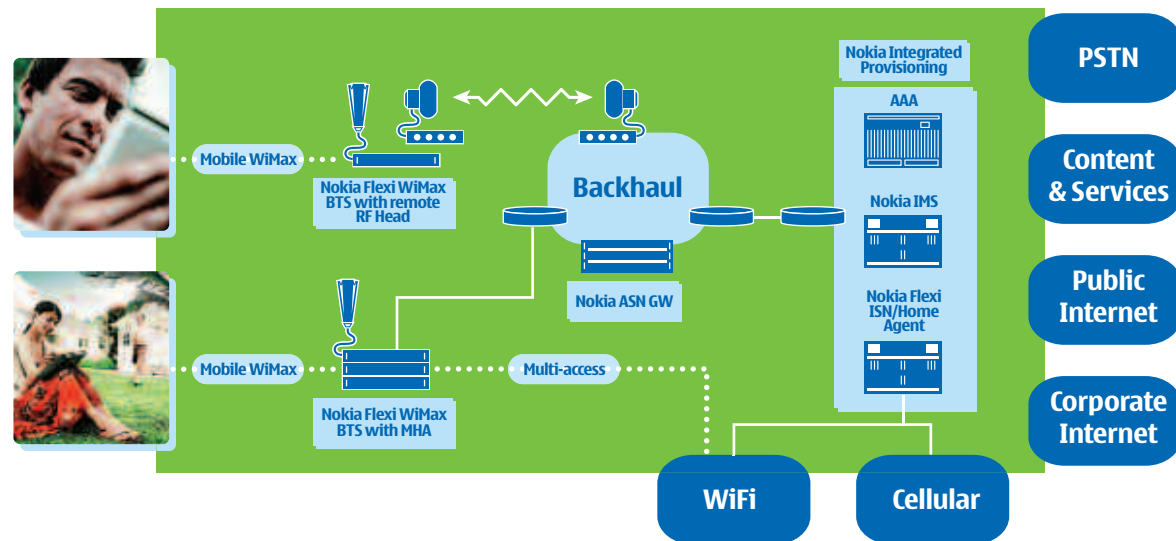 Nokia Integrated
Provisioning
PSTN
AAA
Mobile WiMax
Nokia Flexi WiMax
BTS with remote
RF Head
Backhaul
Content
& Services
Nokia IMS
Nokia ASN GW
Public
Internet
Nokia Flexi
ISN/Home
Agent
Mobile WiMax
Multi-access
Nokia Flexi WiMax
BTS with MHA
Corporate
Internet
WiFi
Cellular